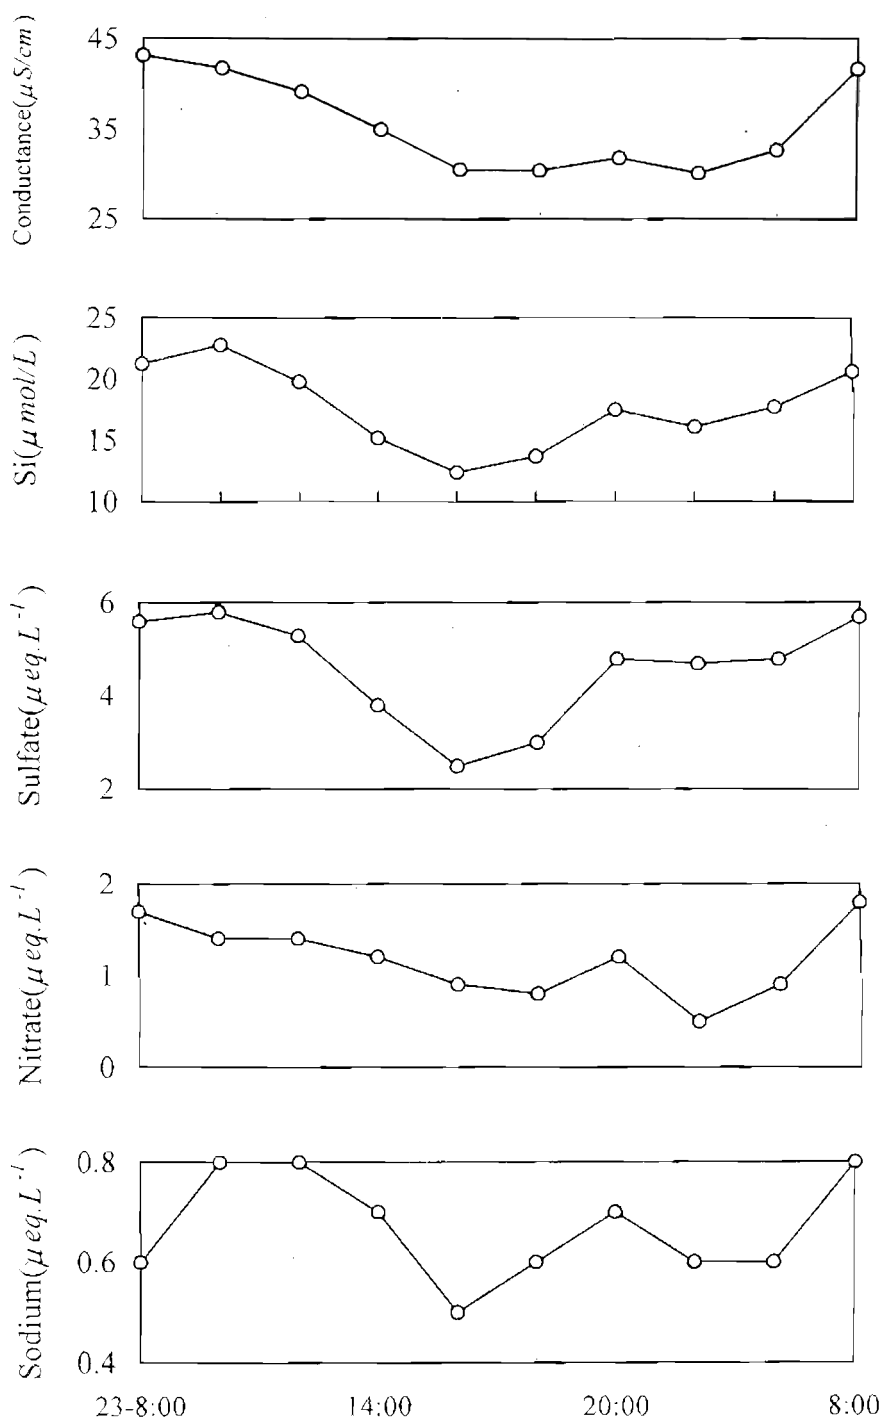 Conductance(μS/cm)
45
35
25
Si(μmol/L)
25
20
15
10
Sulfate(μeq.L⁻¹)
6
4
2
Nitrate(μeq.L⁻¹)
2
1
0
Sodium(μeq.L⁻¹)
0.8
0.6
0.4
23-8:00 14:00 20:00 8:00